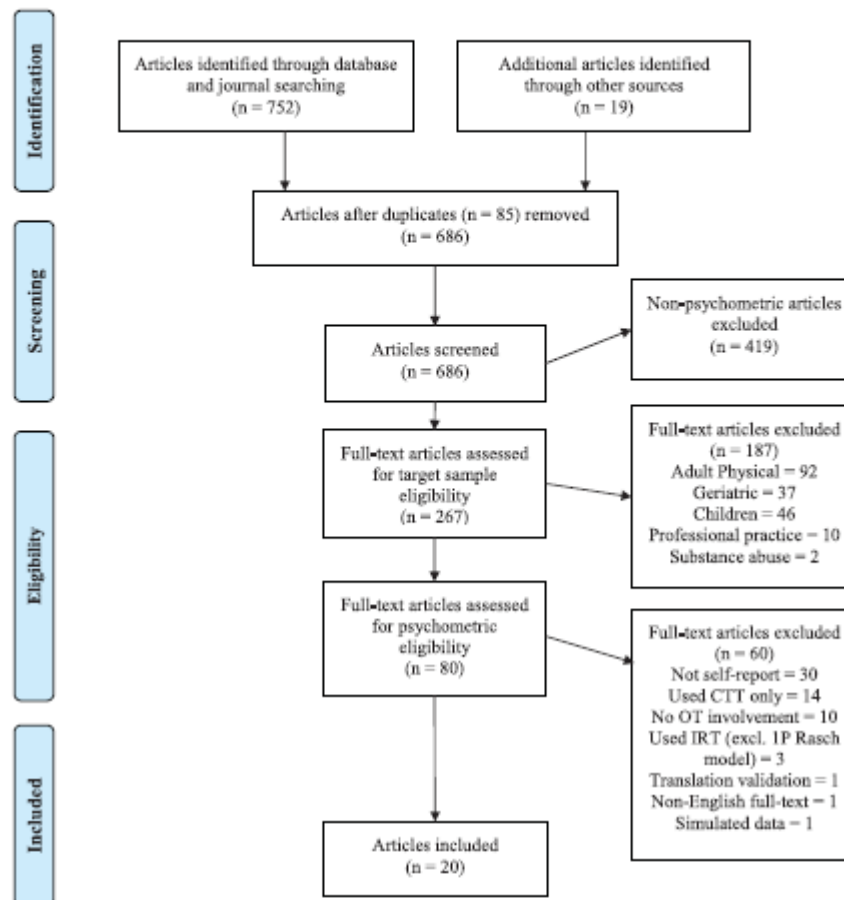 Identification
Articles identified through database
and journal searching
(n = 752)
Additional articles identified
through other sources
(n = 19)
Articles after duplicates (n = 85) removed
(n = 686)
Screening
Articles screened
(n = 686)
Non-psychometric articles
excluded
(n = 419)
Eligibility
Full-text articles assessed
for target sample
eligibility
(n = 267)
Full-text articles excluded
(n = 187)
Adult Physical = 92
Geriatric = 37
Children = 46
Professional practice = 10
Substance abuse = 2
Full-text articles assessed
for psychometric
eligibility
(n = 80)
Full-text articles excluded
(n = 60)
Not self-report = 30
Used CTT only = 14
No OT involvement = 10
Used IRT (excl. 1P Rasch
model) = 3
Translation validation = 1
Non-English full-text = 1
Simulated data = 1
Included
Articles included
(n = 20)